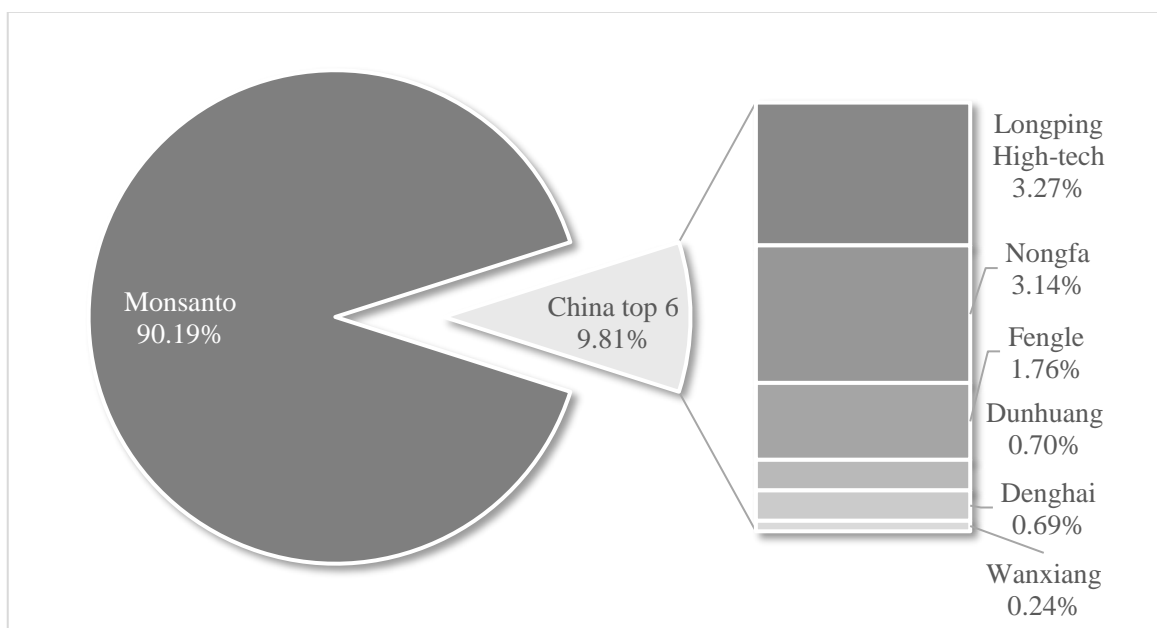 Monsanto
90.19%
China top 6
9.81%
Longping
High-tech
3.27%
Nongfa
3.14%
Fengle
1.76%
Dunhuang
0.70%
Denghai
0.69%
Wanxiang
0.24%